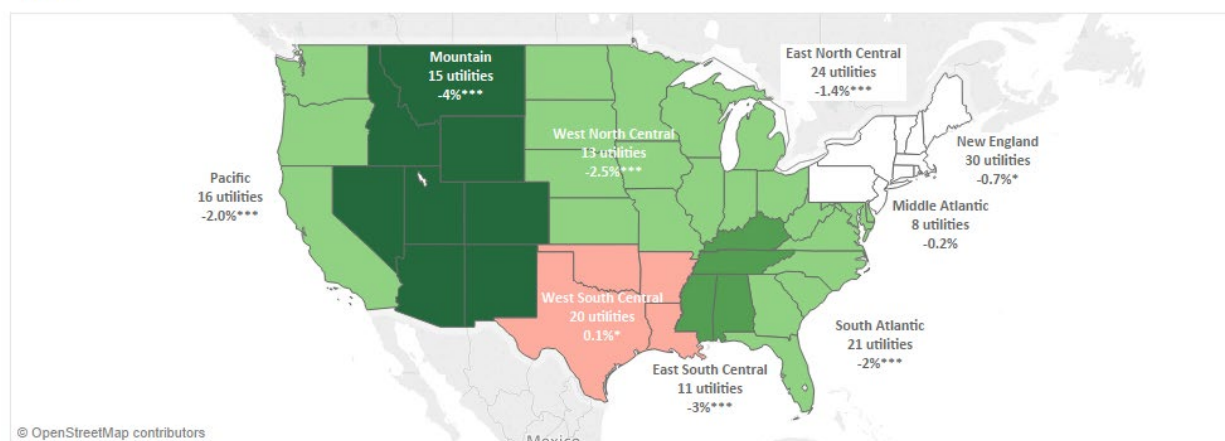 Mountain
15 utilities
-4%***
East North Central
24 utilities
-1.4%***
West North Central
13 utilities
-2.5%***
New England
30 utilities
-0.7%*
Pacific
16 utilities
-2.0%***
Middle Atlantic
8 utilities
-0.2%
West South Central
20 utilities
0.1%*
South Atlantic
21 utilities
-2%***
East South Central
11 utilities
-3%***
© OpenStreetMap contributors
Mexico